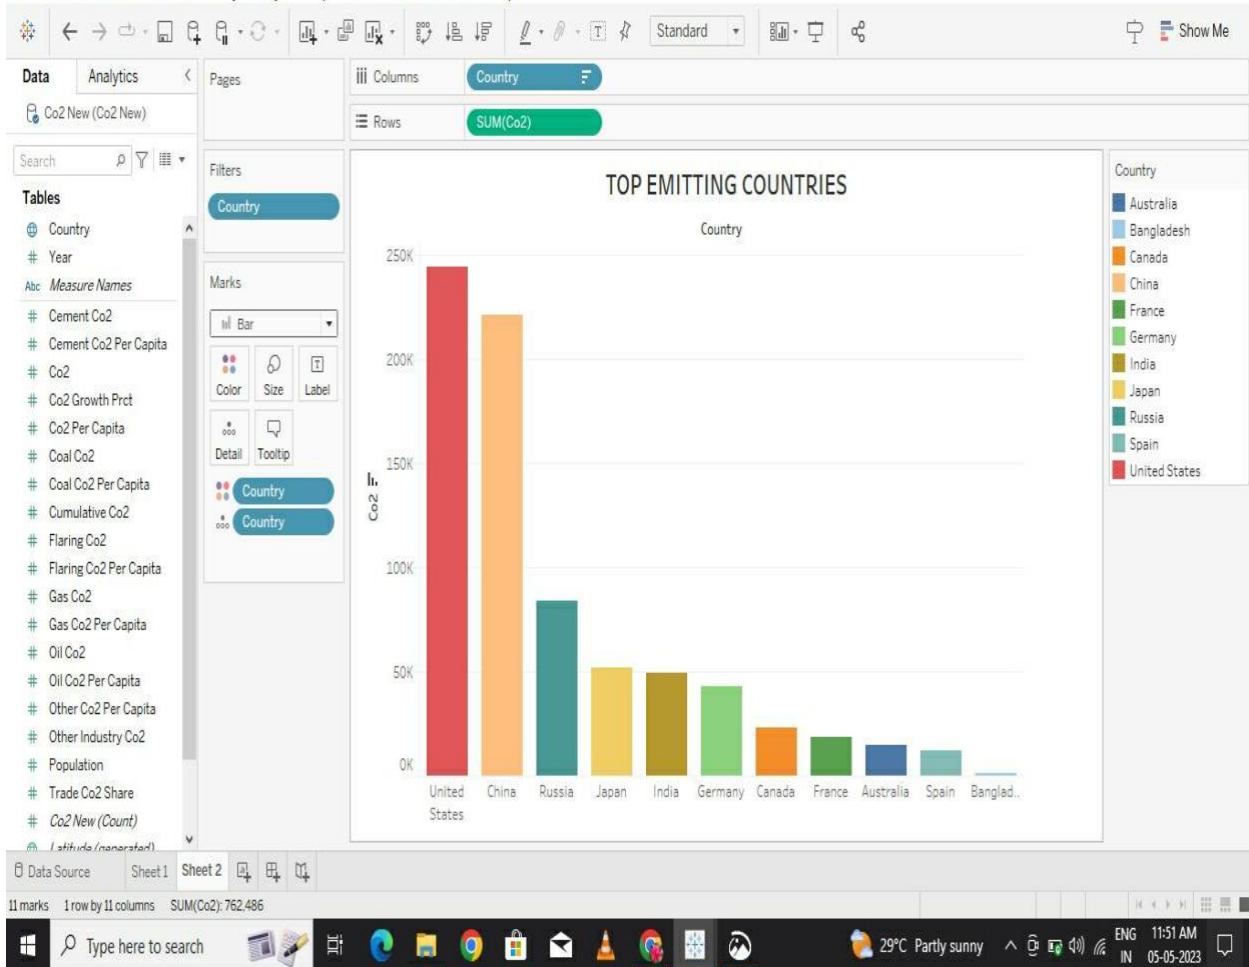 Standard
Show Me
Data
Analytics
Co2 New (Co2 New)
Search
Tables
Country
Year
Abc Measure Names
Cement Co2
Cement Co2 Per Capita
Co2
Co2 Growth Prct
Co2 Per Capita
Coal Co2
Coal Co2 Per Capita
Cumulative Co2
Flaring Co2
Flaring Co2 Per Capita
Gas Co2
Gas Co2 Per Capita
Oil Co2
Oil Co2 Per Capita
Other Co2 Per Capita
Other Industry Co2
Population
Trade Co2 Share
Co2 New (Count)
Latitude (generated)
Pages
Filters
Country
Marks
Bar
Color
Size
Label
Detail
Tooltip
Country
Country
Columns
Country
Rows
SUM(Co2)
TOP EMITTING COUNTRIES
Country
250K
200K
150K
100K
50K
0K
Co2
United States
China
Russia
Japan
India
Germany
Canada
France
Australia
Spain
Banglad..
Country
Australia
Bangladesh
Canada
China
France
Germany
India
Japan
Russia
Spain
United States
Data Source
Sheet 1
Sheet 2
11 marks 1 row by 11 columns SUM(Co2): 762,486
Type here to search
29°C Partly sunny
ENG
IN
11:51 AM
05-05-2023